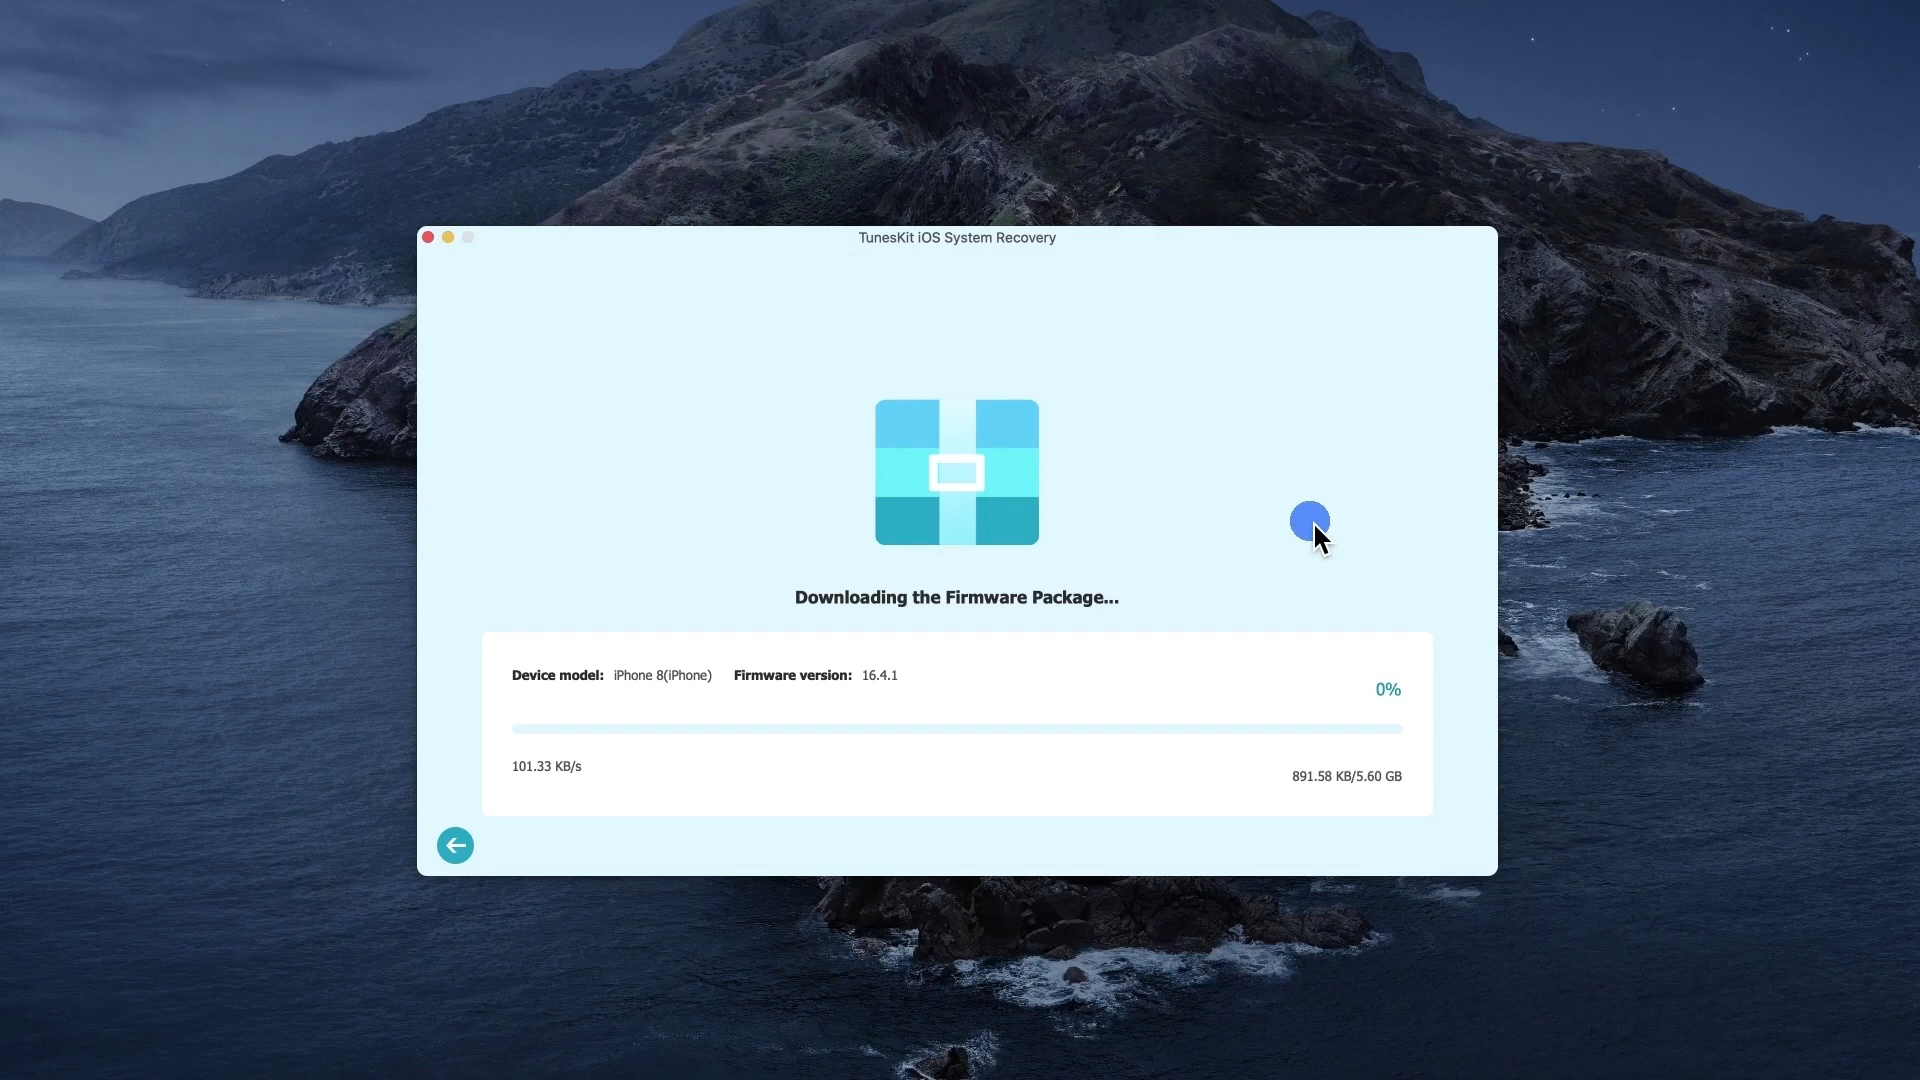 TunesKit iOS System Recovery
Downloading the Firmware Package...
Device model: iPhone 8(iPhone) Firmware version: 16.4.1
0%
101.33 KB/s
891.58 KB/5.60 GB